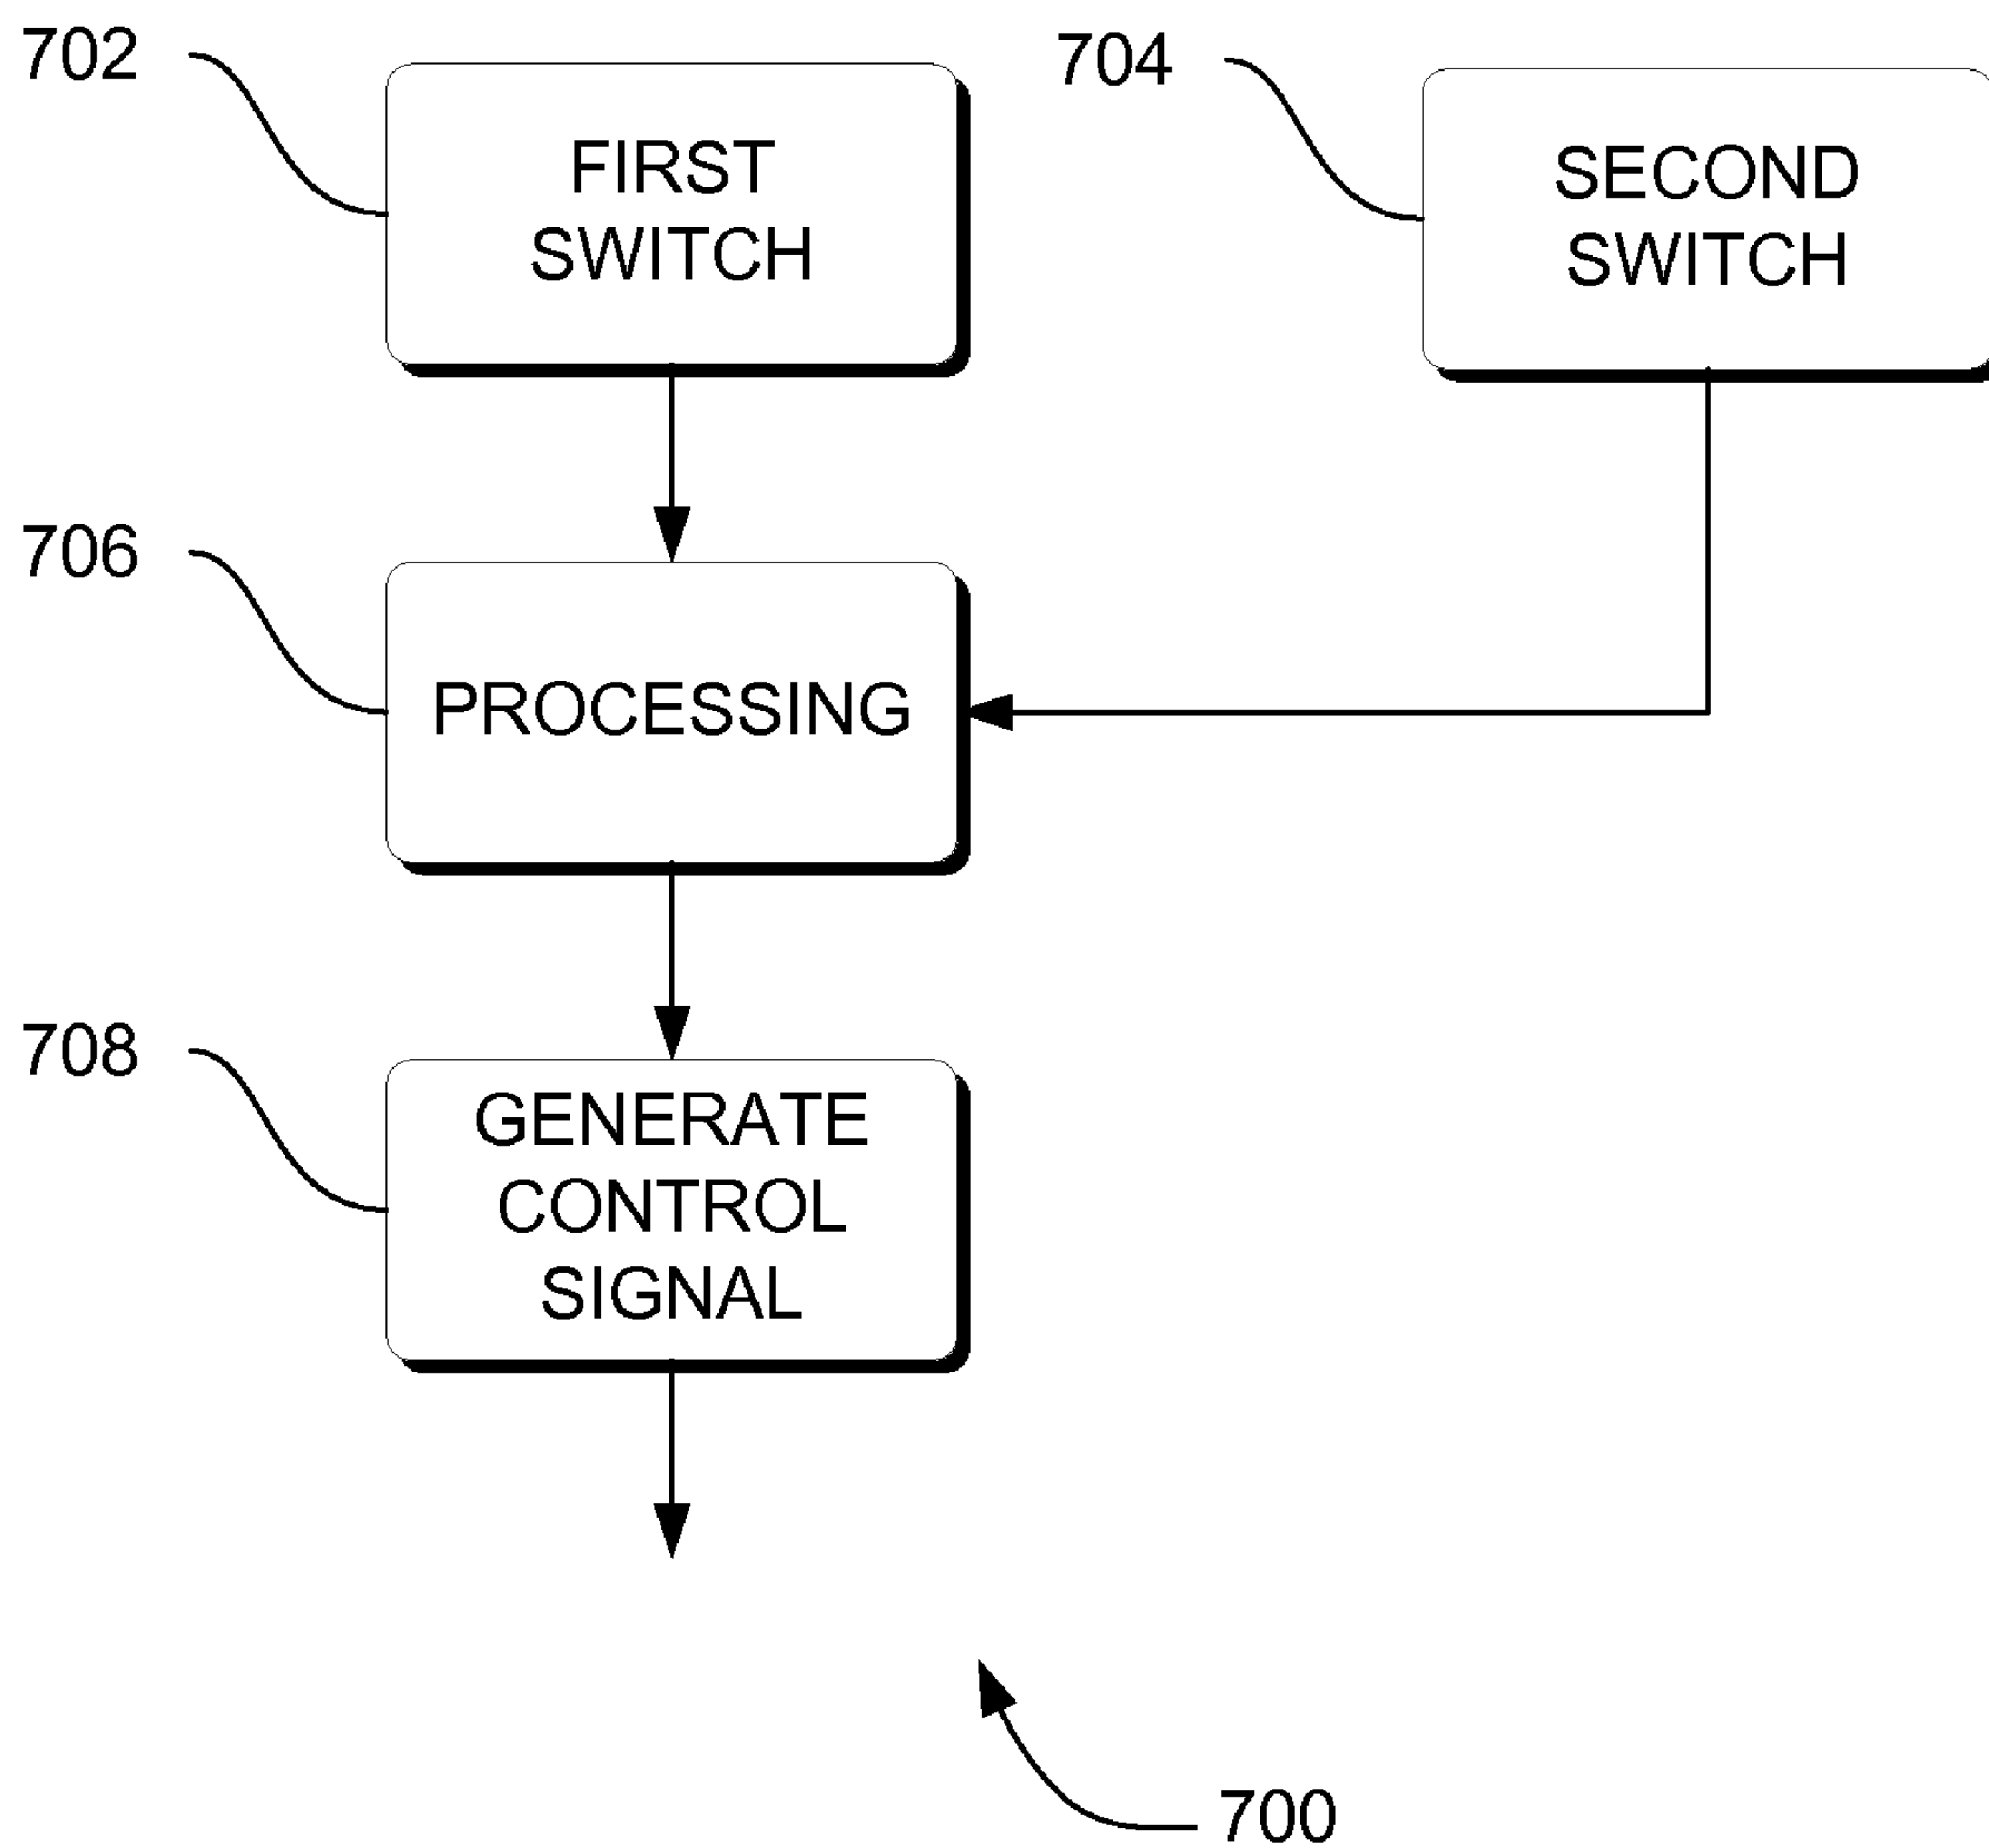 702
FIRST
SWITCH
704
SECOND
SWITCH
706
PROCESSING
708
GENERATE
CONTROL
SIGNAL
700